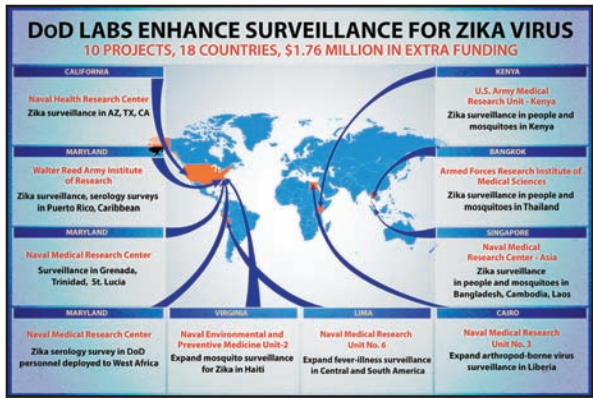 DoD LABS ENHANCE SURVEILLANCE FOR ZIKA VIRUS
10 PROJECTS, 18 COUNTRIES, $1.76 MILLION IN EXTRA FUNDING
CALIFORNIA
Naval Health Research Center
Zika surveillance in AZ, TX, CA
MARYLAND
Walter Reed Army Institute
of Research
Zika surveillance, serology surveys
in Puerto Rico, Caribbean
MARYLAND
Naval Medical Research Center
Surveillance in Grenada,
Trinidad, St. Lucia
KENYA
U.S. Army Medical
Research Unit - Kenya
Zika surveillance in people and
mosquitoes in Kenya
BANGKOK
Armed Forces Research Institute of
Medical Sciences
Zika surveillance in people and
mosquitoes in Thailand
SINGAPORE
Naval Medical
Research Center - Asia
Zika surveillance
in people and mosquitoes in
Bangladesh, Cambodia, Laos
MARYLAND
Naval Medical Research Center
Zika serology survey in DoD
personnel deployed to West Africa
VIRGINIA
Naval Environmental and
Preventive Medicine Unit-2
Expand mosquito surveillance
for Zika in Haiti
LIMA
Naval Medical Research
Unit No. 6
Expand fever-illness surveillance
in Central and South America
CAIRO
Naval Medical Research
Unit No. 3
Expand arthropod-borne virus
surveillance in Liberia